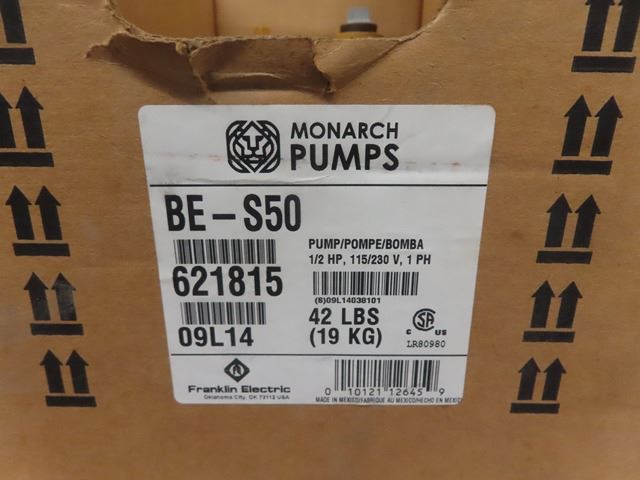 MONARCH
PUMPS
BE - S50
PUMP/POMPE/BOMBA
1/2 HP, 115/230 V, 1 PH
621815
(8)09L14038101
09L14
42 LBS
(19 KG)
C SA US
LR80980
Franklin Electric
Oklahoma City, OK 73112 USA
0 10121 12645 9
MADE IN MEXICO/FABRIQUE AU MEXICO/HECHO EN MEXICO